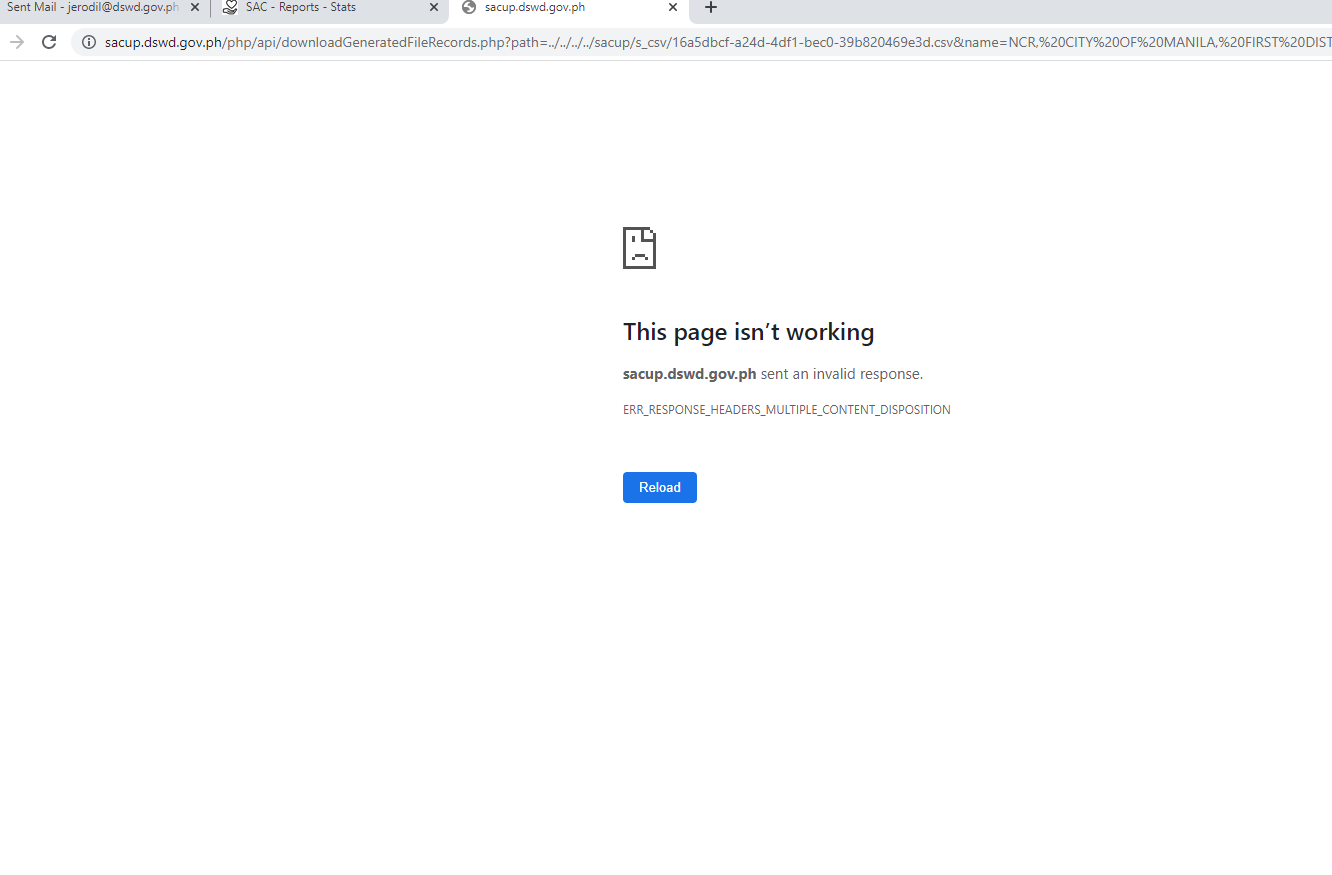 Sent Mail - jerodil@dswd.gov.ph
SAC - Reports - Stats
sacup.dswd.gov.ph
sacup.dswd.gov.ph/php/api/downloadGeneratedFileRecords.php?path=../../../../sacup/s_csv/16a5dbcf-a24d-4df1-bec0-39b820469e3d.csv&name=NCR,%20CITY%20OF%20MANILA,%20FIRST%20DIST
This page isn’t working
sacup.dswd.gov.ph sent an invalid response.
ERR_RESPONSE_HEADERS_MULTIPLE_CONTENT_DISPOSITION
Reload